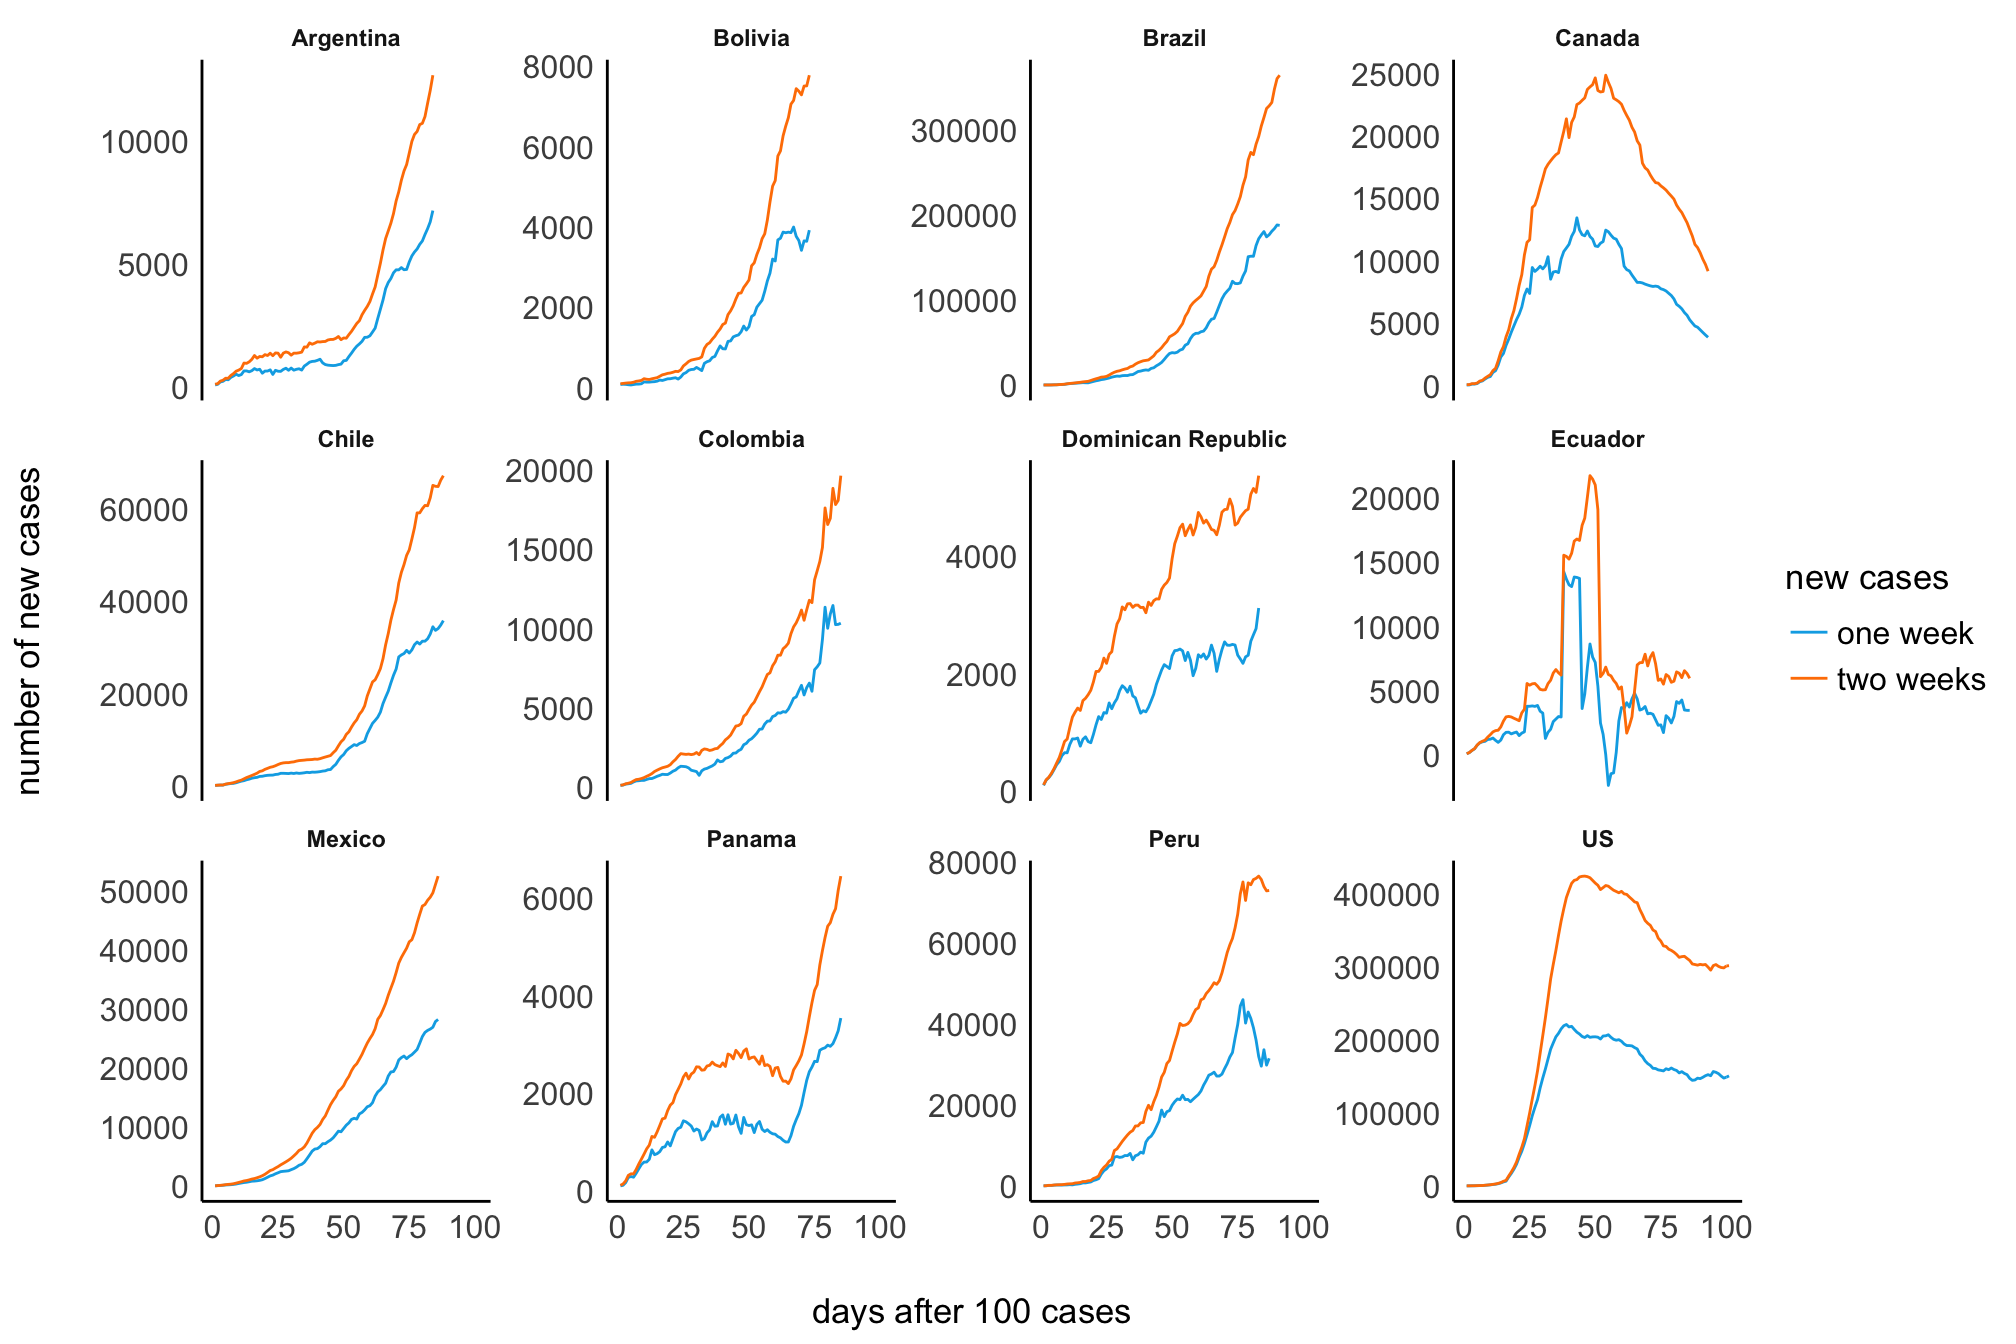 Argentina
Bolivia
Brazil
Canada
10000
5000
0
8000
6000
4000
2000
0
300000
200000
100000
0
25000
20000
15000
10000
5000
0
Chile
Colombia
Dominican Republic
Ecuador
60000
40000
20000
0
20000
15000
10000
5000
0
4000
2000
0
20000
15000
10000
5000
0
Mexico
Panama
Peru
US
50000
40000
30000
20000
10000
0
6000
4000
2000
0
80000
60000
40000
20000
0
400000
300000
200000
100000
0
0 25 50 75 100
0 25 50 75 100
0 25 50 75 100
0 25 50 75 100
number of new cases
days after 100 cases
new cases
one week
two weeks